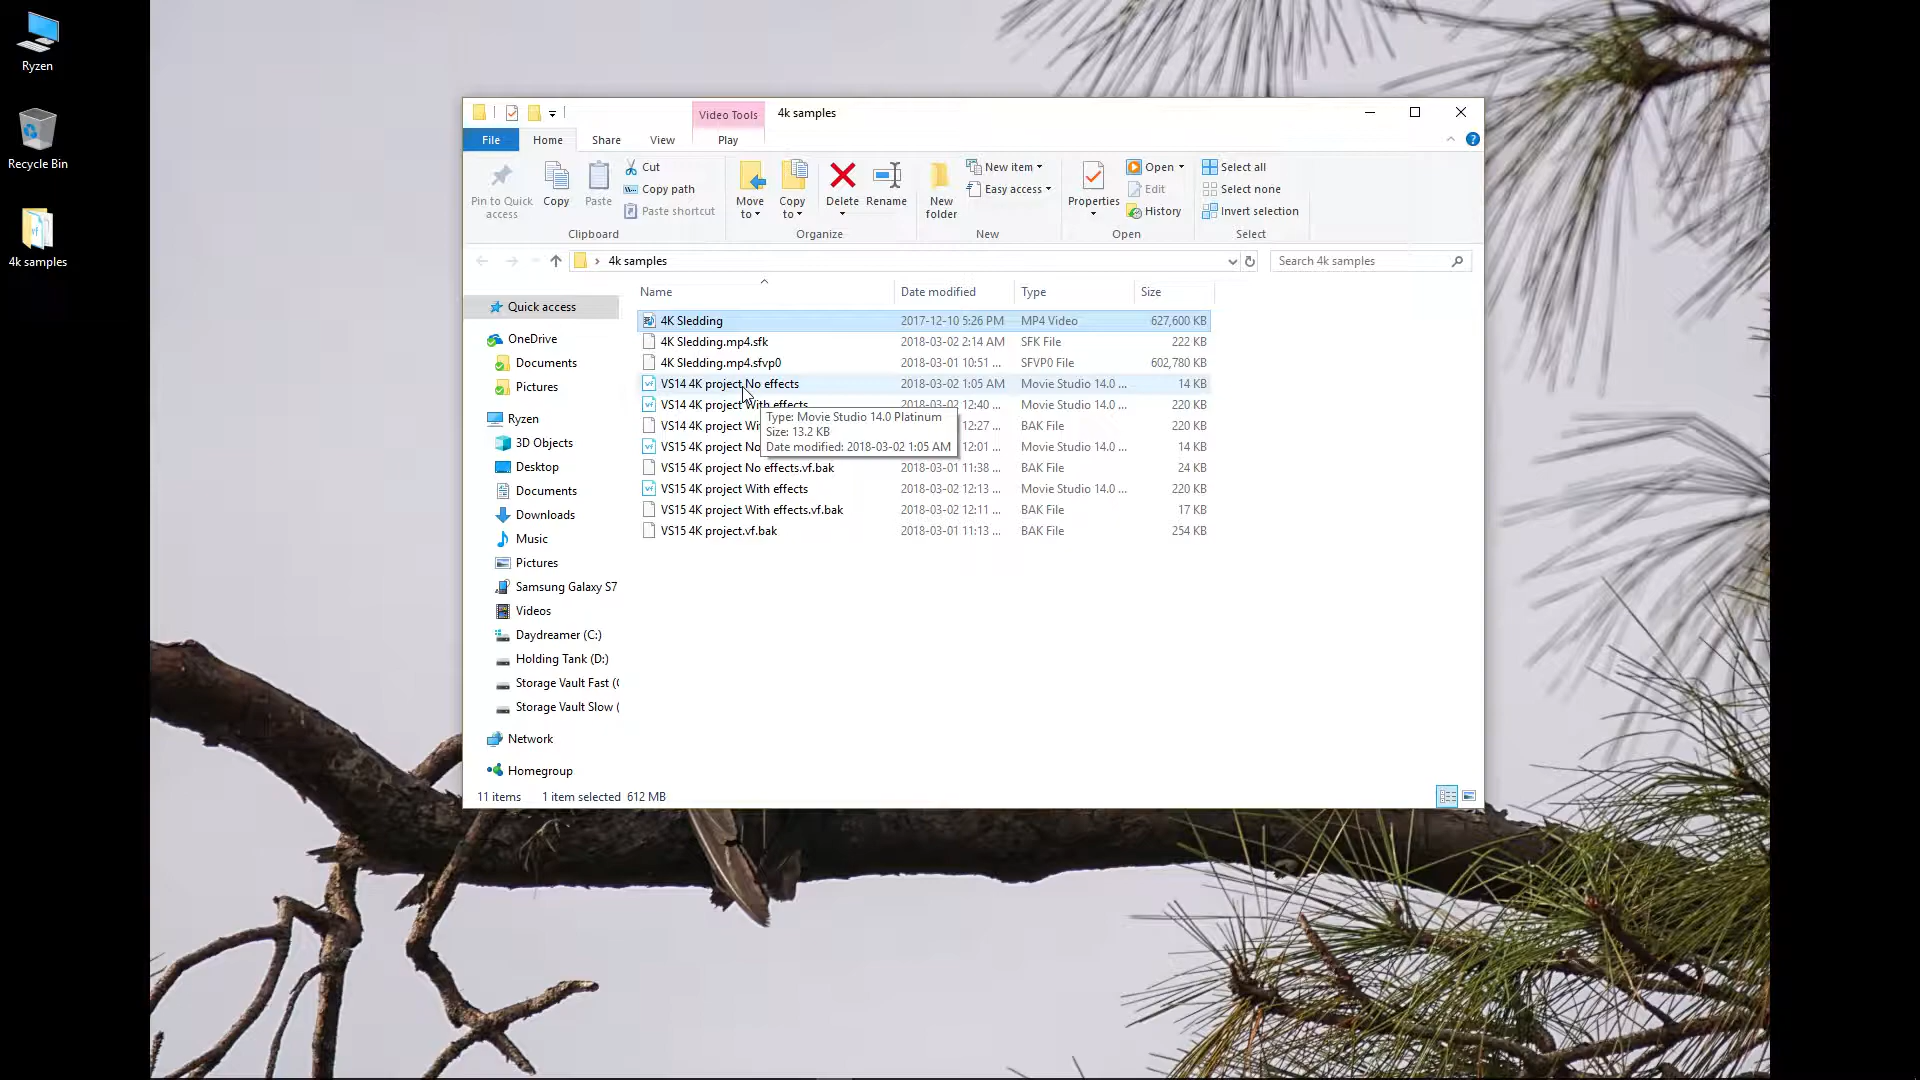 Ryzen
Recycle Bin
4k samples
Video Tools
4k samples
File
Home
Share
View
Play
Pin to Quick access
Copy
Paste
Cut
Copy path
Paste shortcut
Clipboard
Move to
Copy to
Delete
Rename
Organize
New folder
New item
Easy access
New
Properties
Open
Edit
History
Open
Select all
Select none
Invert selection
Select
4k samples
Search 4k samples
Name Date modified Type Size
4K Sledding 2017-12-10 5:26 PM MP4 Video 627,600 KB
4K Sledding.mp4.sfk 2018-03-02 2:14 AM SFK File 222 KB
4K Sledding.mp4.sfvp0 2018-03-01 10:51 ... SFVP0 File 602,780 KB
VS14 4K project No effects 2018-03-02 1:05 AM Movie Studio 14.0 ... 14 KB
VS14 4K project With effects 12:40 ... Movie Studio 14.0 ... 220 KB
VS14 4K project 12:27 ... BAK File 220 KB
VS15 4K project No 12:01 ... Movie Studio 14.0 ... 14 KB
VS15 4K project No effects.vf.bak 2018-03-01 11:38 ... BAK File 24 KB
VS15 4K project With effects 2018-03-02 12:13 ... Movie Studio 14.0 ... 220 KB
VS15 4K project With effects.vf.bak 2018-03-02 12:11 ... BAK File 17 KB
VS15 4K project.vf.bak 2018-03-01 11:13 ... BAK File 254 KB
Type: Movie Studio 14.0 Platinum
Size: 13.2 KB
Date modified: 2018-03-02 1:05 AM
Quick access
OneDrive
Documents
Pictures
Ryzen
3D Objects
Desktop
Documents
Downloads
Music
Pictures
Samsung Galaxy S7
Videos
Daydreamer (C:)
Holding Tank (D:)
Storage Vault Fast (
Storage Vault Slow (
Network
Homegroup
11 items 1 item selected 612 MB